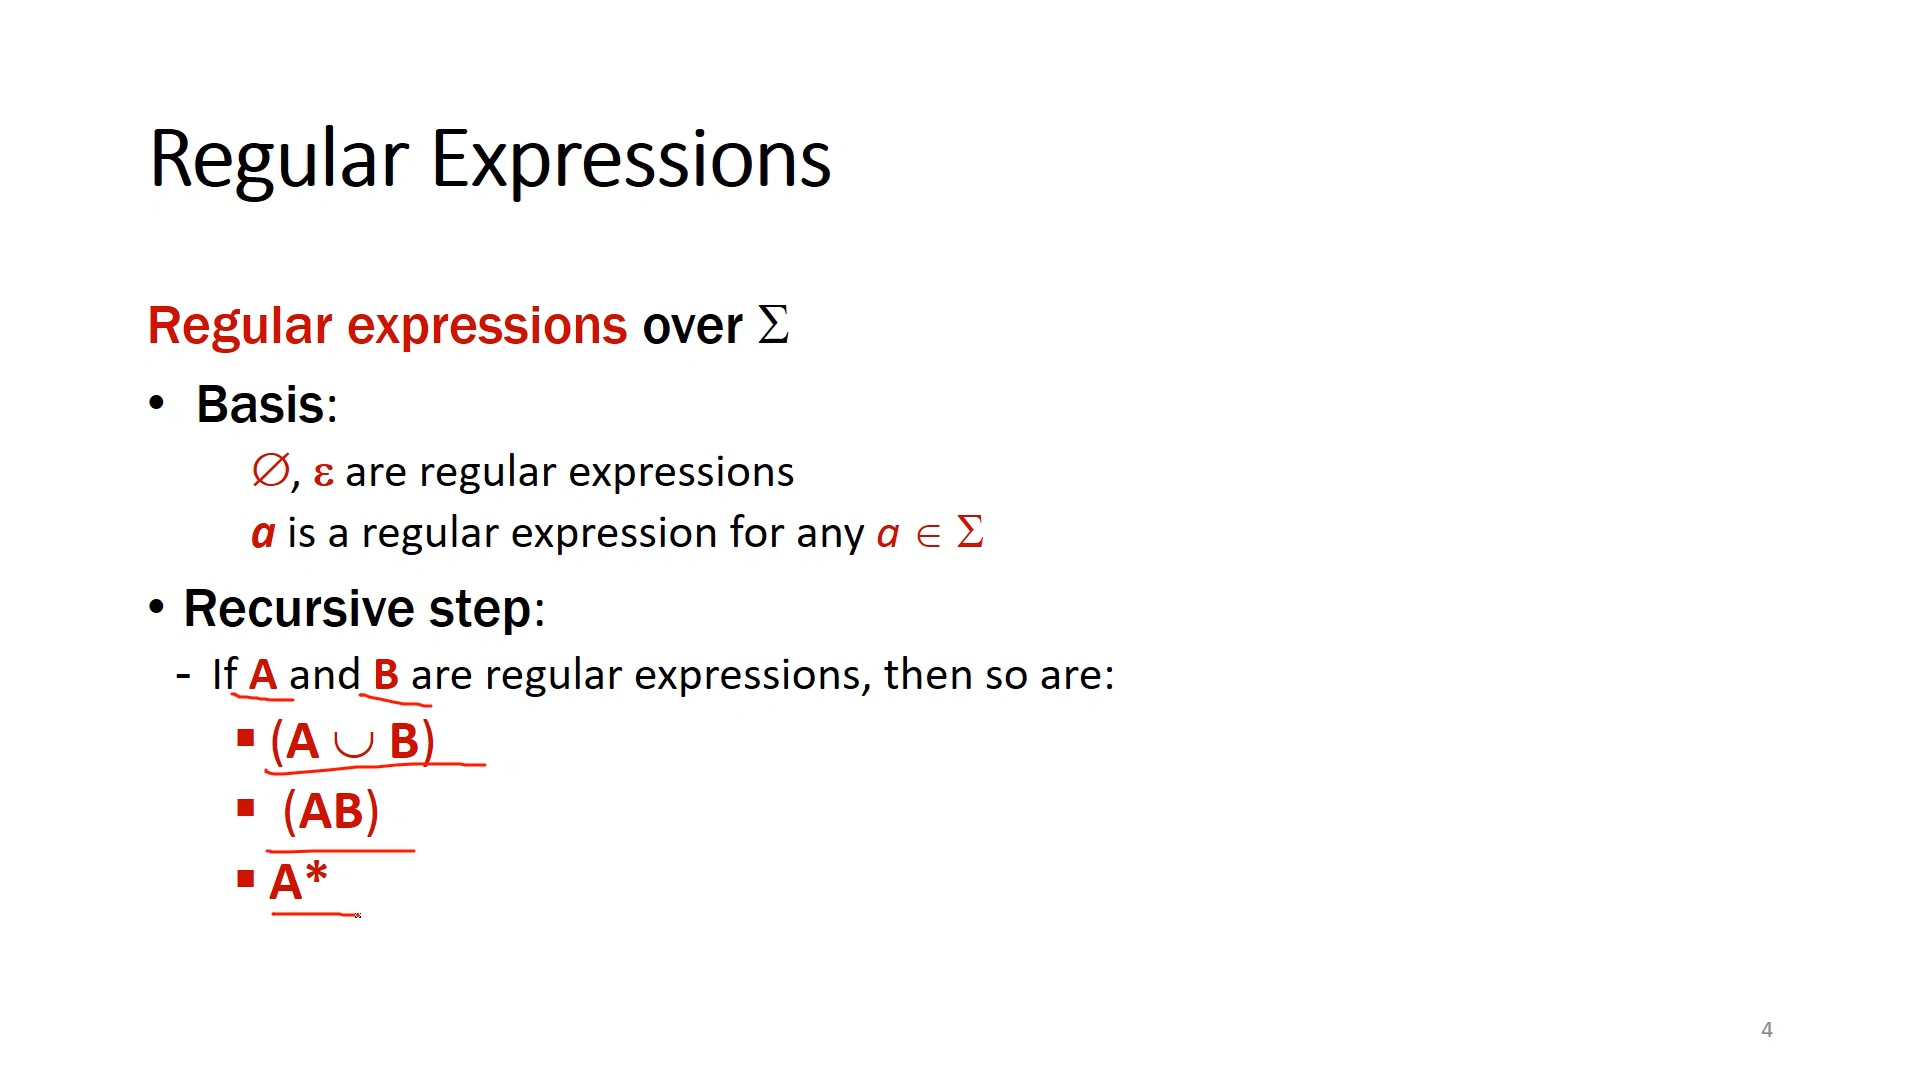 Regular Expressions
Regular expressions over Σ
• Basis:
∅, ε are regular expressions
a is a regular expression for any a ∈ Σ
• Recursive step:
- If A and B are regular expressions, then so are:
▪ (A ∪ B)
▪ (AB)
▪ A*
4